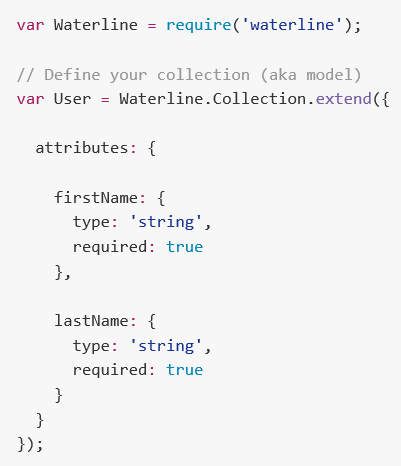 var Waterline = require('waterline');
// Define your collection (aka model)
var User = Waterline.Collection.extend({
  attributes: {
    firstName: {
      type: 'string',
      required: true
    },
    lastName: {
      type: 'string',
      required: true
    }
  }
});